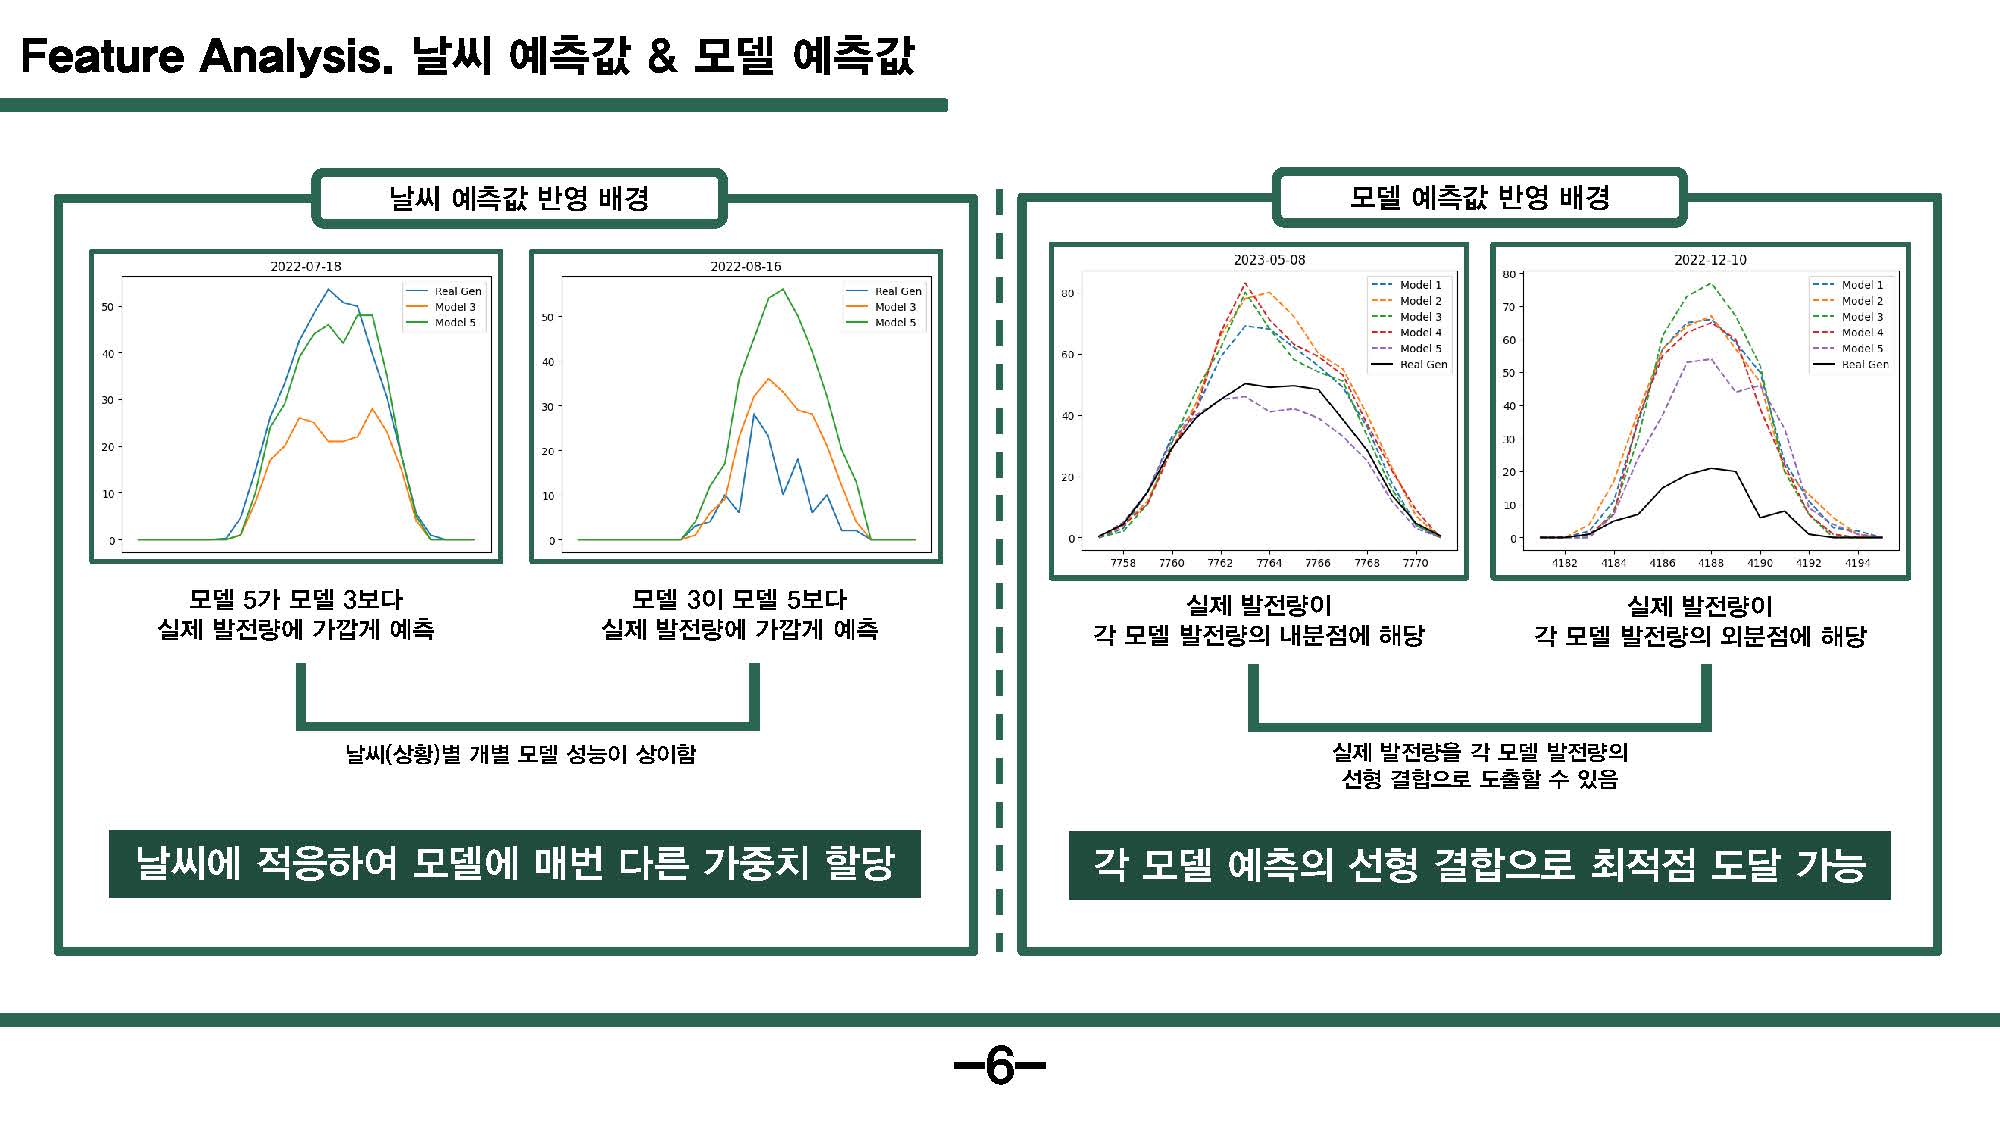 Feature Analysis. 날씨 예측값 & 모델 예측값
날씨 예측값 반영 배경
2022-07-18
Real Gen
Model 3
Model 5
50
40
30
20
10
0
2022-08-16
Real Gen
Model 3
Model 5
50
40
30
20
10
0
모델 5가 모델 3보다
실제 발전량에 가깝게 예측
모델 3이 모델 5보다
실제 발전량에 가깝게 예측
날씨(상황)별 개별 모델 성능이 상이함
날씨에 적응하여 모델에 매번 다른 가중치 할당
모델 예측값 반영 배경
2023-05-08
Model 1
Model 2
Model 3
Model 4
Model 5
Real Gen
80
60
40
20
0
7758 7760 7762 7764 7766 7768 7770
2022-12-10
Model 1
Model 2
Model 3
Model 4
Model 5
Real Gen
80
70
60
50
40
30
20
10
0
4182 4184 4186 4188 4190 4192 4194
실제 발전량이
각 모델 발전량의 내분점에 해당
실제 발전량이
각 모델 발전량의 외분점에 해당
실제 발전량을 각 모델 발전량의
선형 결합으로 도출할 수 있음
각 모델 예측의 선형 결합으로 최적점 도달 가능
-6-